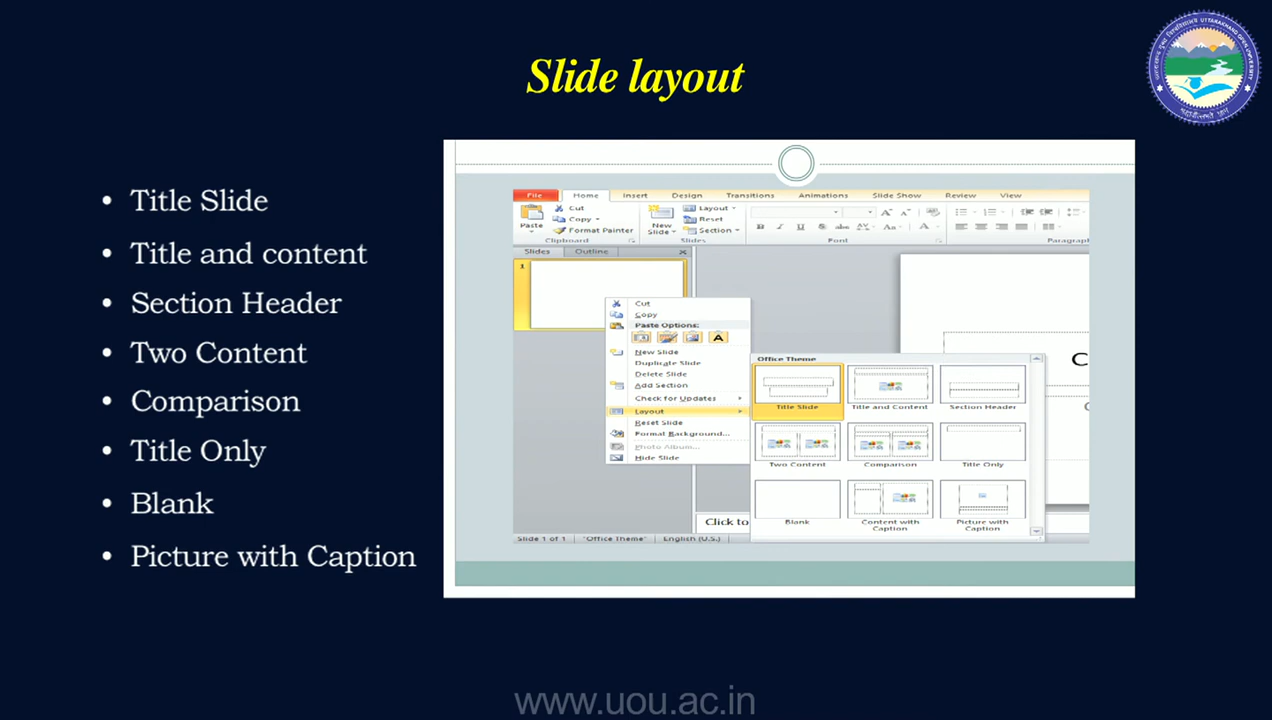 Slide layout
UTTARAKHAND OPEN UNIVERSITY
• Title Slide
• Title and content
• Section Header
• Two Content
• Comparison
• Title Only
• Blank
• Picture with Caption
File Home Insert Design Transitions Animations Slide Show Review View
Cut
Copy
Format Painter
Paste
Clipboard
New
Slide
Layout
Reset
Section
Slides
Font
Paragrap
Slides Outline
1
Cut
Copy
Paste Options:
New Slide
Duplicate Slide
Delete Slide
Add Section
Check for Updates
Layout
Reset Slide
Format Background...
Photo Album...
Hide Slide
Office Theme
Title Slide Title and Content Section Header
Two Content Comparison Title Only
Blank Content with Caption Picture with Caption
C
Click to
Slide 1 of 1 "Office Theme" English (U.S.)
www.uou.ac.in